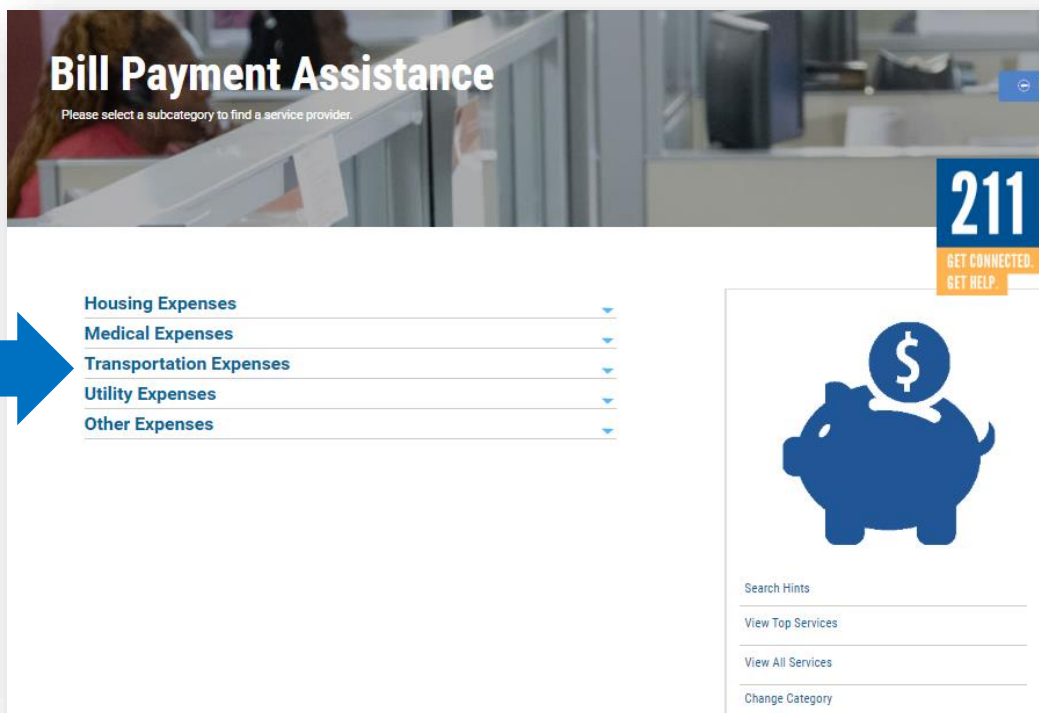 Bill Payment Assistance
Please select a subcategory to find a service provider.
211
GET CONNECTED.
GET HELP.
Housing Expenses
Medical Expenses
Transportation Expenses
Utility Expenses
Other Expenses
$
Search Hints
View Top Services
View All Services
Change Category